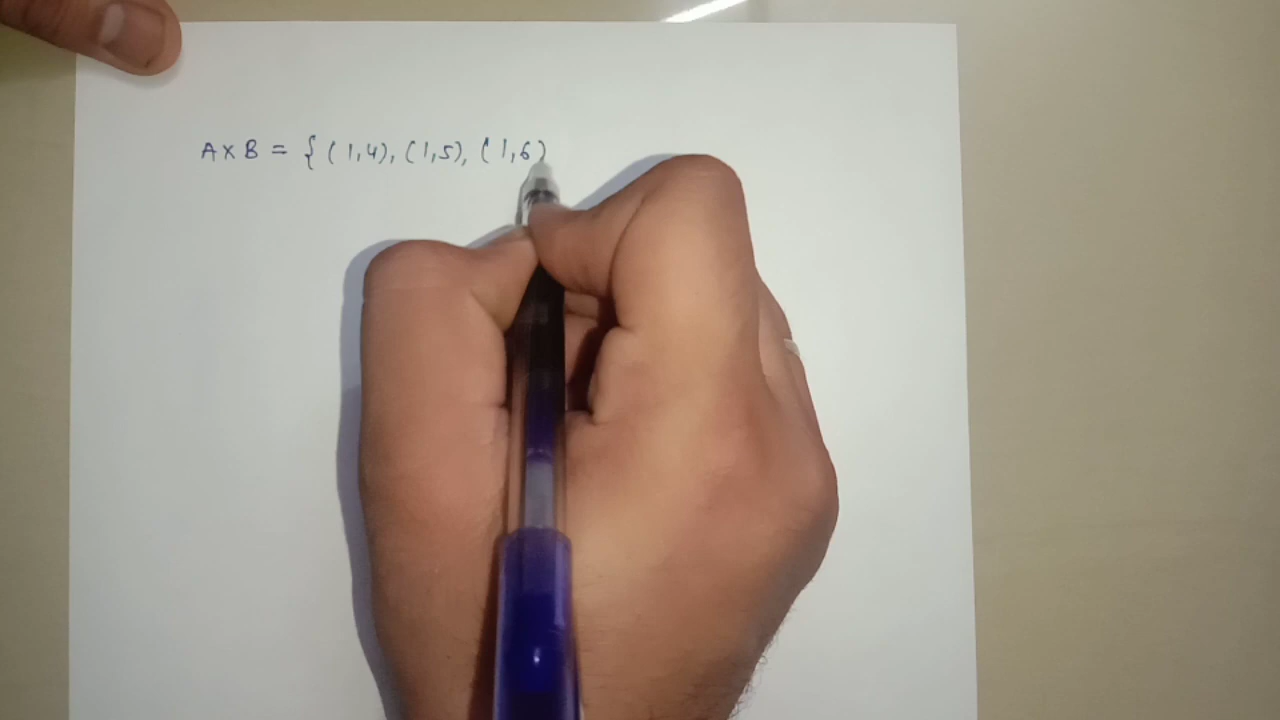 A × B = { (1,4), (1,5), (1,6)